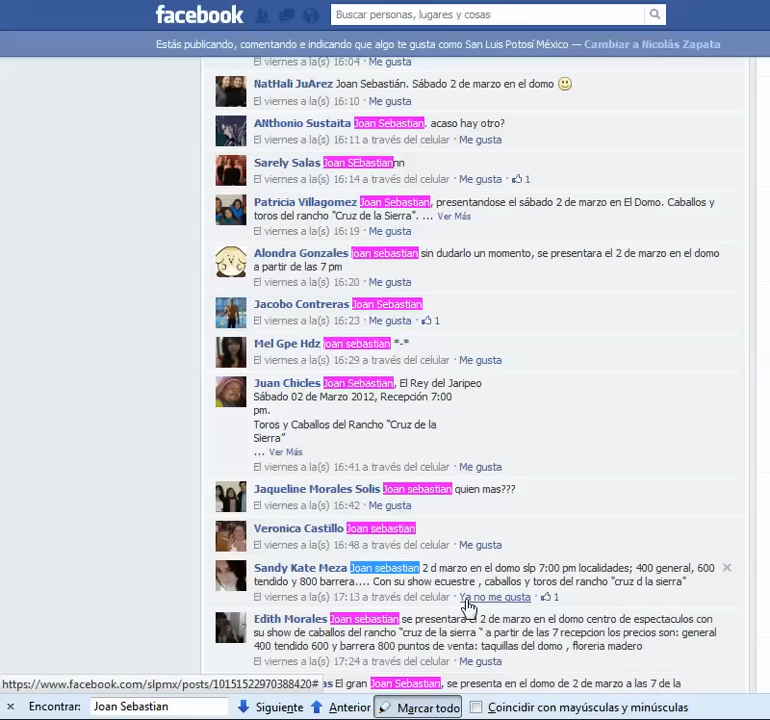 facebook
Buscar personas, lugares y cosas
Estás publicando, comentando e indicando que algo te gusta como San Luis Potosí México — Cambiar a Nicolás Zapata
El viernes a la(s) 16:04 · Me gusta
NatHali JuArez Joan Sebastián. Sábado 2 de marzo en el domo
El viernes a la(s) 16:10 · Me gusta
ANthonio Sustaita Joan Sebastian. acaso hay otro?
El viernes a la(s) 16:11 a través del celular · Me gusta
Sarely Salas Joan SEbastiannn
El viernes a la(s) 16:14 a través del celular · Me gusta · 1
Patricia Villagomez Joan Sebastian, presentandose el sábado 2 de marzo en El Domo. Caballos y
toros del rancho "Cruz de la Sierra". ... Ver Más
El viernes a la(s) 16:19 · Me gusta
Alondra Gonzales joan sebastian sin dudarlo un momento, se presentara el 2 de marzo en el domo
a partir de las 7 pm
El viernes a la(s) 16:20 · Me gusta
Jacobo Contreras Joan Sebastian
El viernes a la(s) 16:23 · Me gusta · 1
Mel Gpe Hdz joan sebastian *-*
El viernes a la(s) 16:29 a través del celular · Me gusta
Juan Chicles Joan Sebastian, El Rey del Jaripeo
Sábado 02 de Marzo 2012, Recepción 7:00
pm.
Toros y Caballos del Rancho “Cruz de la
Sierra”
... Ver Más
El viernes a la(s) 16:41 a través del celular · Me gusta
Jaqueline Morales Solis Joan sebastian quien mas???
El viernes a la(s) 16:42 · Me gusta
Veronica Castillo Joan sebastian
El viernes a la(s) 16:48 a través del celular · Me gusta
Sandy Kate Meza Joan sebastian 2 d marzo en el domo slp 7:00 pm localidades; 400 general, 600
tendido y 800 barrera.... Con su show ecuestre , caballos y toros del rancho "cruz d la sierra"
El viernes a la(s) 17:13 a través del celular · Ya no me gusta · 1
Edith Morales Joan sebastian se presentara 2 de marzo en el domo centro de espectaculos con
su show de caballos del rancho "cruz de la sierra " a partir de las 7 recepcion los precios son: general
400 tendido 600 y barrera 800 puntos de venta: taquillas del domo , floreria madero
El viernes a la(s) 17:24 a través del celular · Me gusta
https://www.facebook.com/slpmx/posts/10151522970388420#
El gran Joan Sebastian, se presenta en el domo de 2 de marzo a las 7 de la
× Encontrar: Joan Sebastian Siguiente Anterior Marcar todo Coincidir con mayúsculas y minúsculas